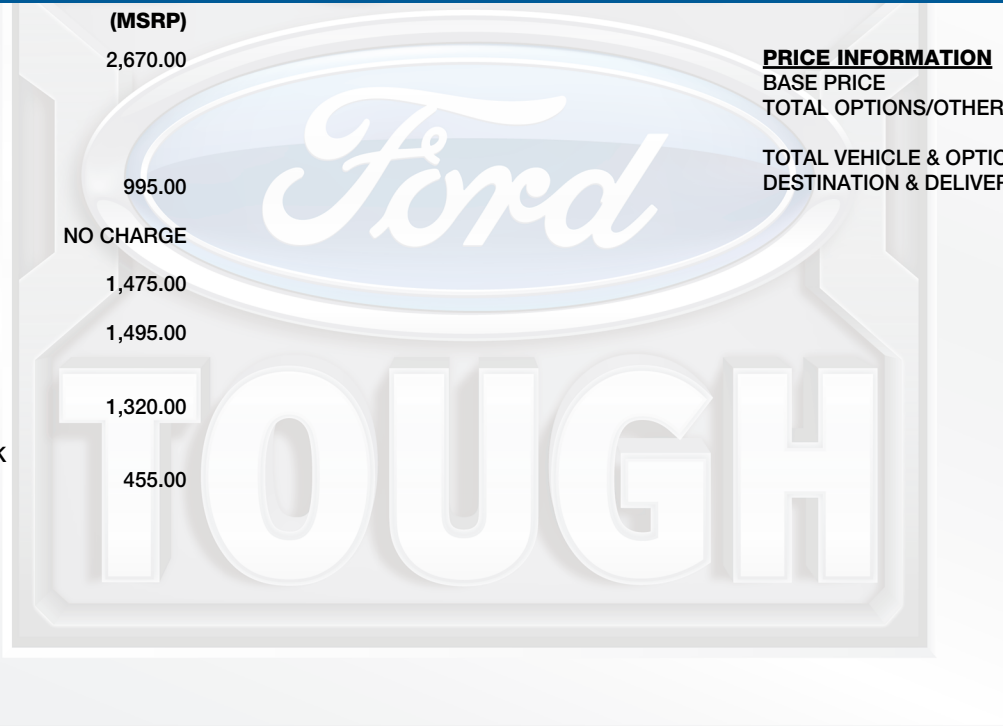 (MSRP)
2,670.00
995.00
NO CHARGE
1,475.00
1,495.00
1,320.00
K
455.00
PRICE INFORMATION
BASE PRICE
TOTAL OPTIONS/OTHER
TOTAL VEHICLE & OPTIO
DESTINATION & DELIVER
Ford
TOUGH